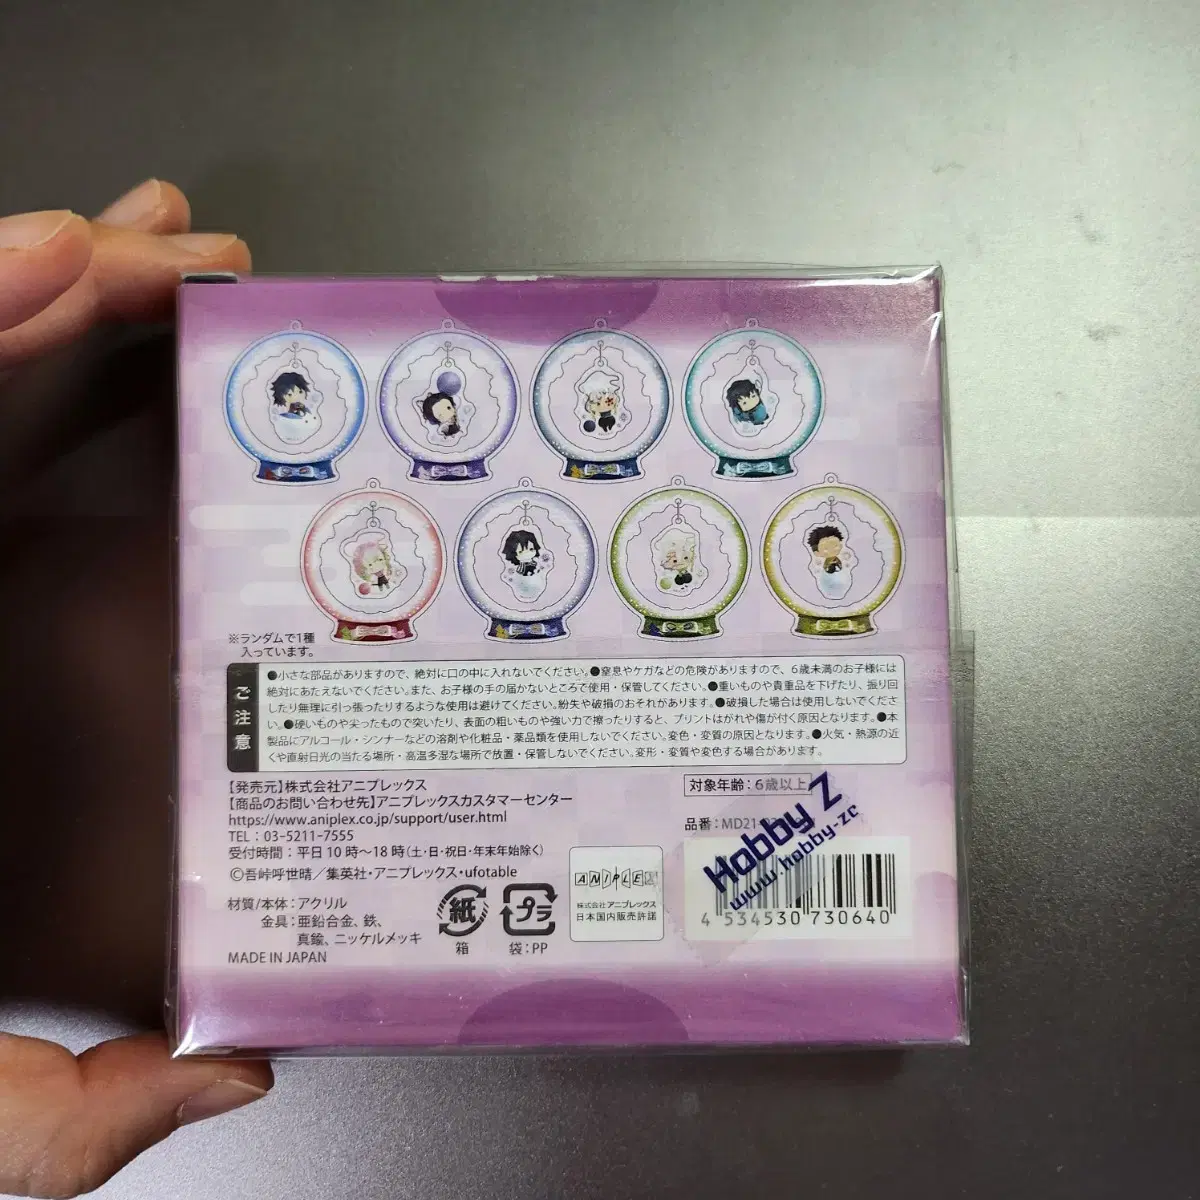 ※ランダムで1種
入っています。
ご注意
●小さな部品がありますので、絶対に口の中に入れないでください。●窒息やケガなどの危険がありますので、6歳未満のお子様には
絶対にあたえないでください。また、お子様の手の届かないところで使用・保管してください。●重いものや貴重品を下げたり、振り回
したり無理に引っ張ったりするような使用は避けてください。紛失や破損のおそれがあります。●破損した場合は使用しないでくださ
い。●硬いものや尖ったもので突いたり、表面の粗いものや強い力で擦ったりすると、プリントはがれや傷が付く原因となります。●本
製品にアルコール・シンナーなどの溶剤や化粧品・薬品類を使用しないでください。変色・変質の原因となります。●火気・熱源の近
くや直射日光の当たる場所・高温多湿な場所で放置・保管しないでください。変形・変質や変色する場合があります。
【発売元】株式会社アニプレックス
【商品のお問い合わせ先】アニプレックスカスタマーセンター
https://www.aniplex.co.jp/support/user.html
TEL：03-5211-7555
受付時間：平日10時～18時(土・日・祝日・年末年始除く)
©吾峠呼世晴／集英社・アニプレックス・ufotable
材質/本体：アクリル
金具：亜鉛合金、鉄、
真鍮、ニッケルメッキ
MADE IN JAPAN
紙
箱
プラ
袋：PP
ANIPLEX
株式会社アニプレックス
日本国内販売許諾
対象年齢：6歳以上
品番：MD21-
Hobby Z
www.hobby-zc
4 534530 730640